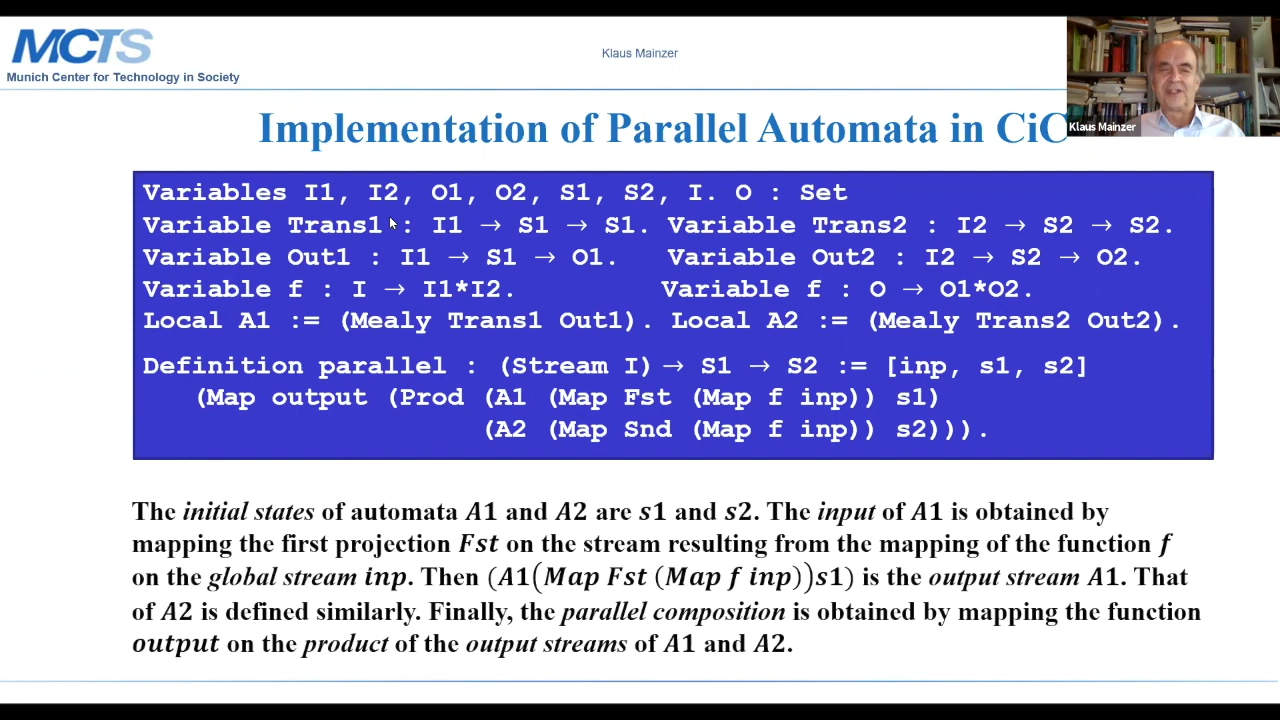 MCTS
Munich Center for Technology in Society
Klaus Mainzer
Klaus Mainzer
Implementation of Parallel Automata in CiC
Variables I1, I2, O1, O2, S1, S2, I. O : Set
Variable Trans1 : I1 → S1 → S1. Variable Trans2 : I2 → S2 → S2.
Variable Out1 : I1 → S1 → O1. Variable Out2 : I2 → S2 → O2.
Variable f : I → I1*I2. Variable f : O → O1*O2.
Local A1 := (Mealy Trans1 Out1). Local A2 := (Mealy Trans2 Out2).
Definition parallel : (Stream I) → S1 → S2 := [inp, s1, s2]
(Map output (Prod (A1 (Map Fst (Map f inp)) s1)
(A2 (Map Snd (Map f inp)) s2))).
The initial states of automata A1 and A2 are s1 and s2. The input of A1 is obtained by
mapping the first projection Fst on the stream resulting from the mapping of the function f
on the global stream inp. Then (A1(Map Fst (Map f inp))s1) is the output stream A1. That
of A2 is defined similarly. Finally, the parallel composition is obtained by mapping the function
output on the product of the output streams of A1 and A2.